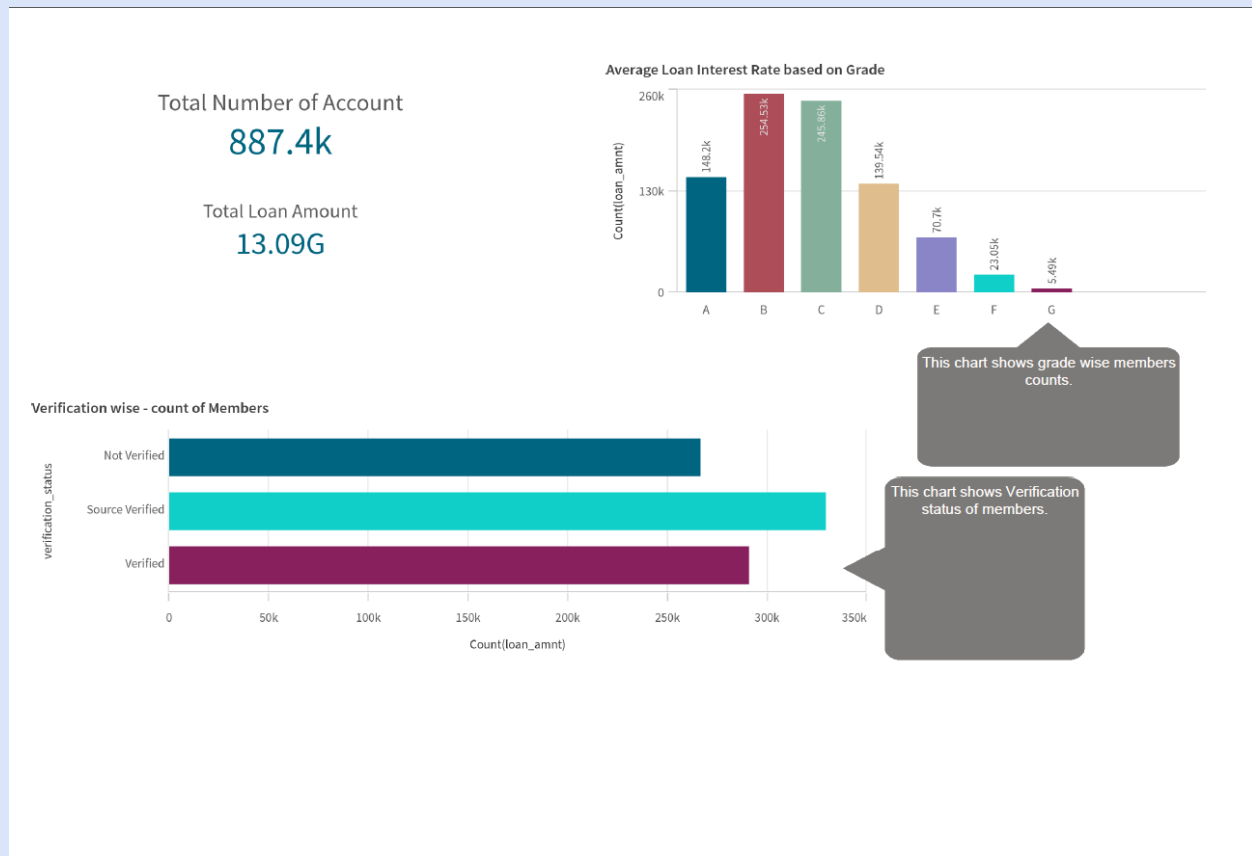 Total Number of Account
887.4k
Total Loan Amount
13.09G
Average Loan Interest Rate based on Grade
Count(loan_amnt)
260k
130k
0
148.2k
254.53k
245.86k
139.54k
70.7k
23.05k
5.49k
A
B
C
D
E
F
G
This chart shows grade wise members
counts.
Verification wise - count of Members
verification_status
Not Verified
Source Verified
Verified
0
50k
100k
150k
200k
250k
300k
350k
Count(loan_amnt)
This chart shows Verification
status of members.